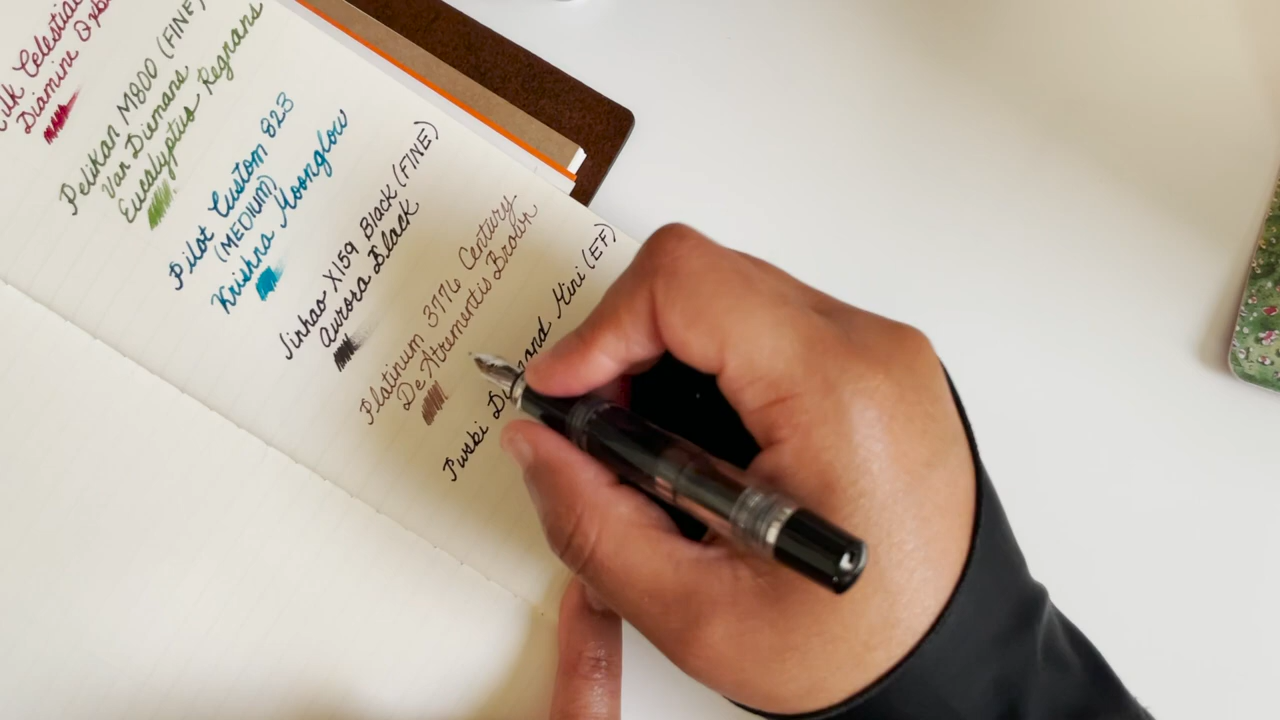 Celestial
Diamine
Pelikan M800 (FINE)
Van Diemans
Eucalyptus Regnans
Pilot Custom 823
(MEDIUM)
Krishna Moonglow
Jinhao X159 Black (FINE)
Aurora Black
Platinum 3776 Century
De Atramentis Brown
Mini (EF)